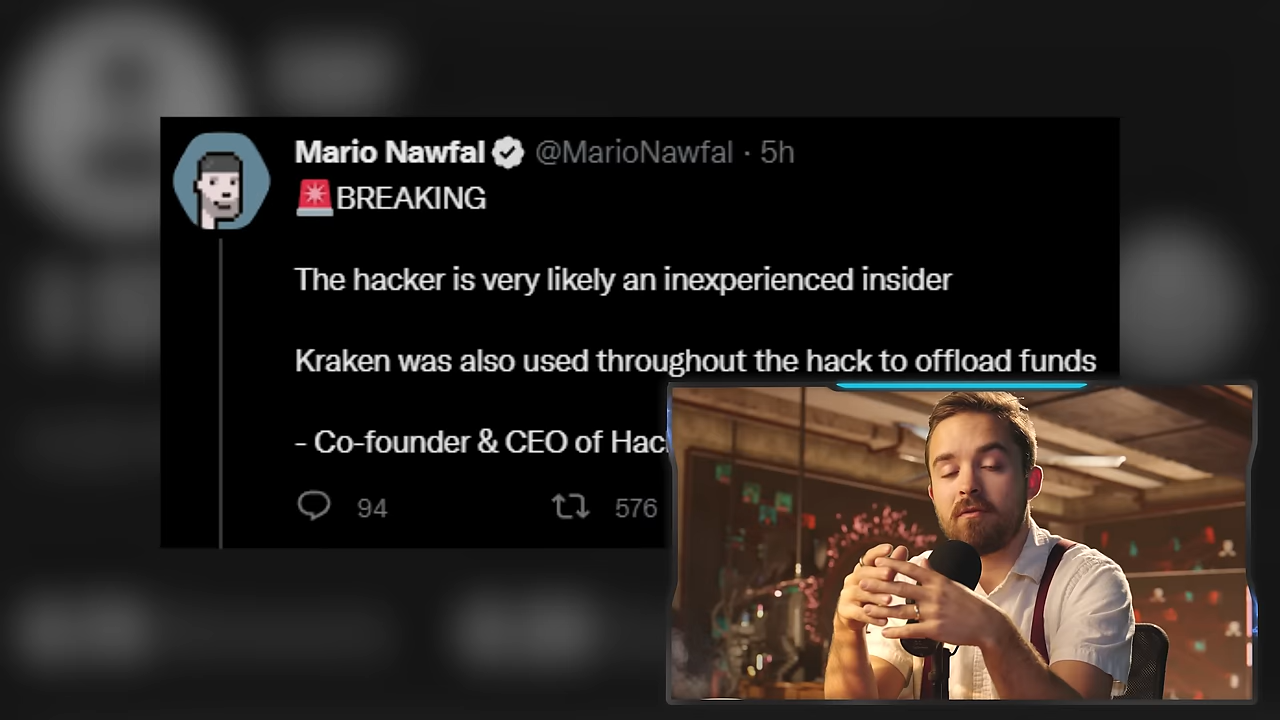 Mario Nawfal @MarioNawfal · 5h
🚨BREAKING
The hacker is very likely an inexperienced insider
Kraken was also used throughout the hack to offload funds
- Co-founder & CEO of Hac
94 576